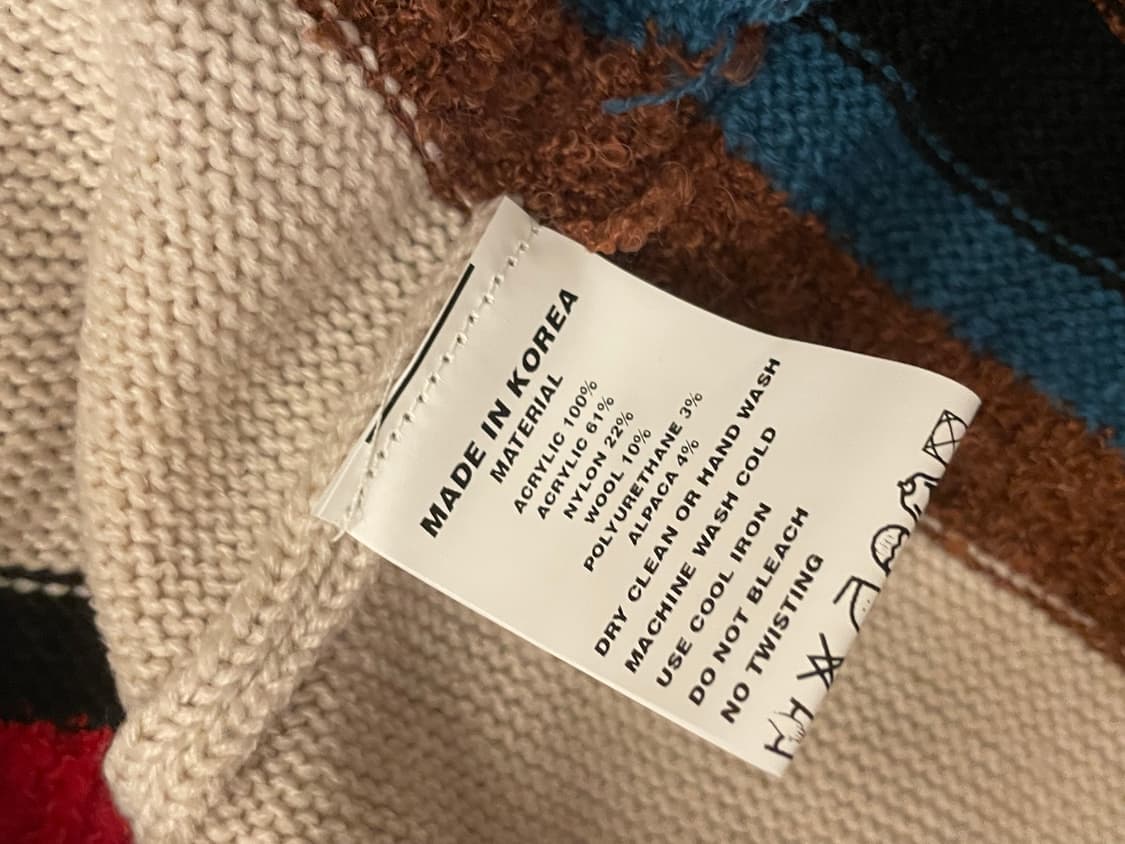 MADE IN KOREA
MATERIAL
ACRYLIC 100%
ACRYLIC 61%
NYLON 22%
WOOL 10%
POLYURETHANE 3%
ALPACA 4%
DRY CLEAN OR HAND WASH
MACHINE WASH COLD
USE COOL IRON
DO NOT BLEACH
NO TWISTING